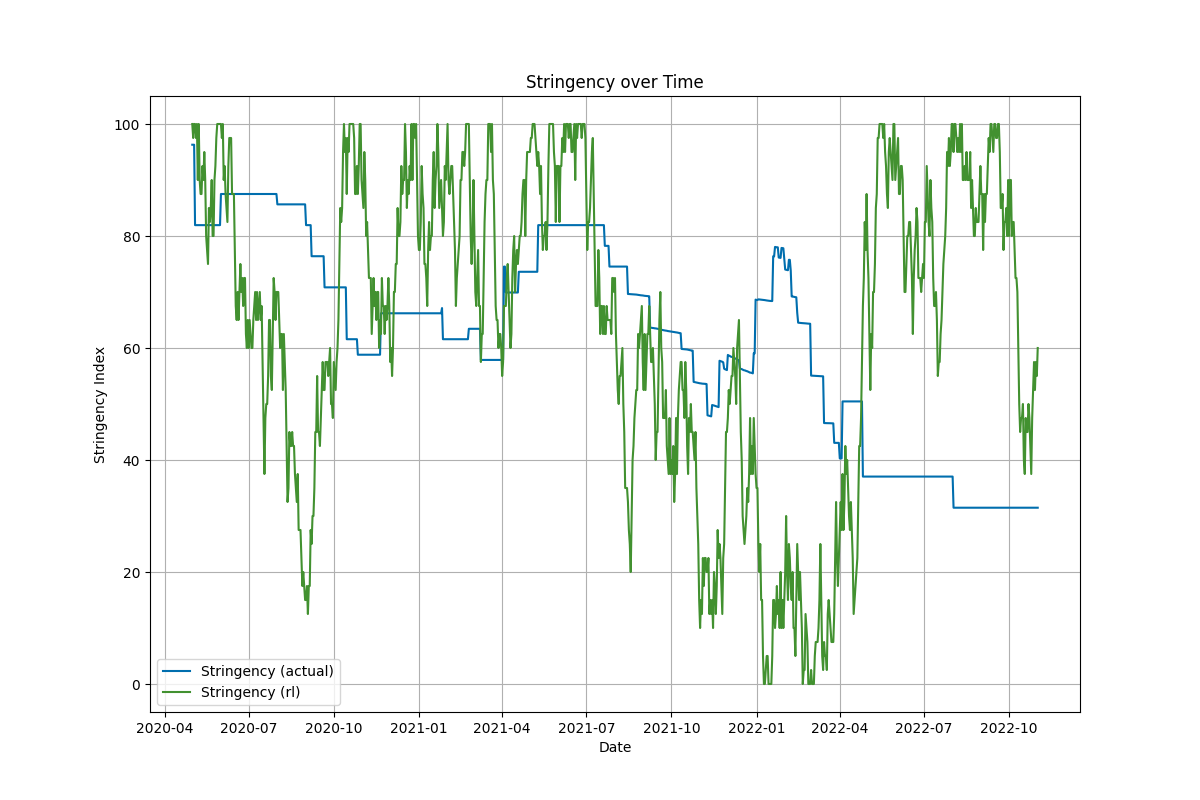 Stringency over Time
Stringency Index
100
80
60
40
20
0
Stringency (actual)
Stringency (rl)
2020-04 2020-07 2020-10 2021-01 2021-04 2021-07 2021-10 2022-01 2022-04 2022-07 2022-10
Date